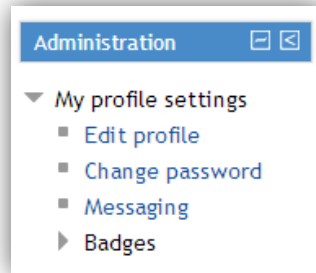 Administration
My profile settings
Edit profile
Change password
Messaging
Badges